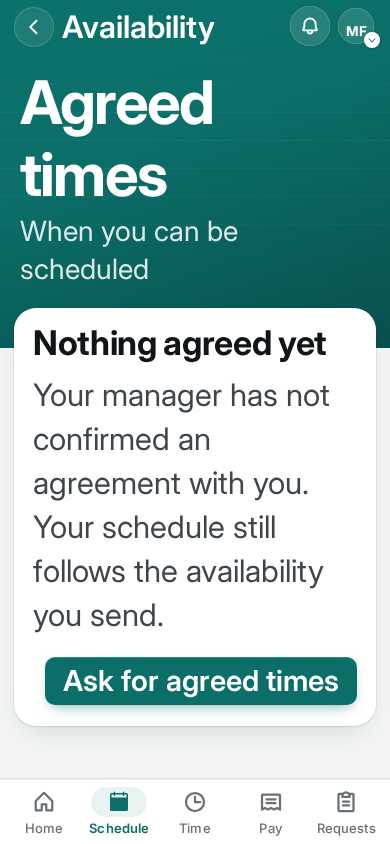 Availability
MF
Agreed
times
When you can be
scheduled
Nothing agreed yet
Your manager has not
confirmed an
agreement with you.
Your schedule still
follows the availability
you send.
Ask for agreed times
Home
Schedule
Time
Pay
Requests